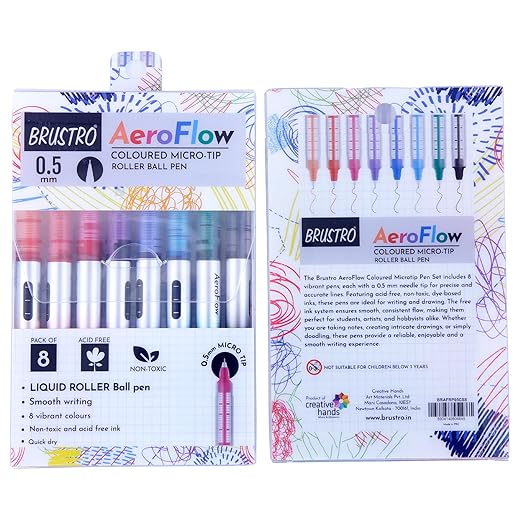 BRUSTRO
AeroFlow
0.5
mm
COLOURED MICRO-TIP
ROLLER BALL PEN
AeroFlow
PACK OF
8
ACID FREE
NON-TOXIC
0.5mm MICRO TIP
• LIQUID ROLLER Ball pen
• Smooth writing
• 8 vibrant colours
• Non-toxic and acid free ink
• Quick dry
BRUSTRO
AeroFlow
COLOURED MICRO-TIP
ROLLER BALL PEN
The Brustro AeroFlow Coloured Microtip Pen Set includes 8
vibrant pens, each with a 0.5 mm needle tip for precise and
accurate lines. Featuring acid-free, non-toxic, dye-based
inks, these pens are ideal for writing and drawing. The free
ink system ensures smooth, consistent flow, making them
perfect for students, artists, and hobbyists alike. Whether
you are taking notes, creating intricate drawings, or simply
doodling, these pens provide a reliable, enjoyable and a
smooth writing experience.
0-3
NOT SUITABLE FOR CHILDREN BELOW 3 YEARS
Product of
creative
hands
Creative Hands
Art Materials Pvt. Ltd
Mani Casadona, 10ES7
Newtown Kolkata - 700161,
India
www.brustro.in
Made in PRC